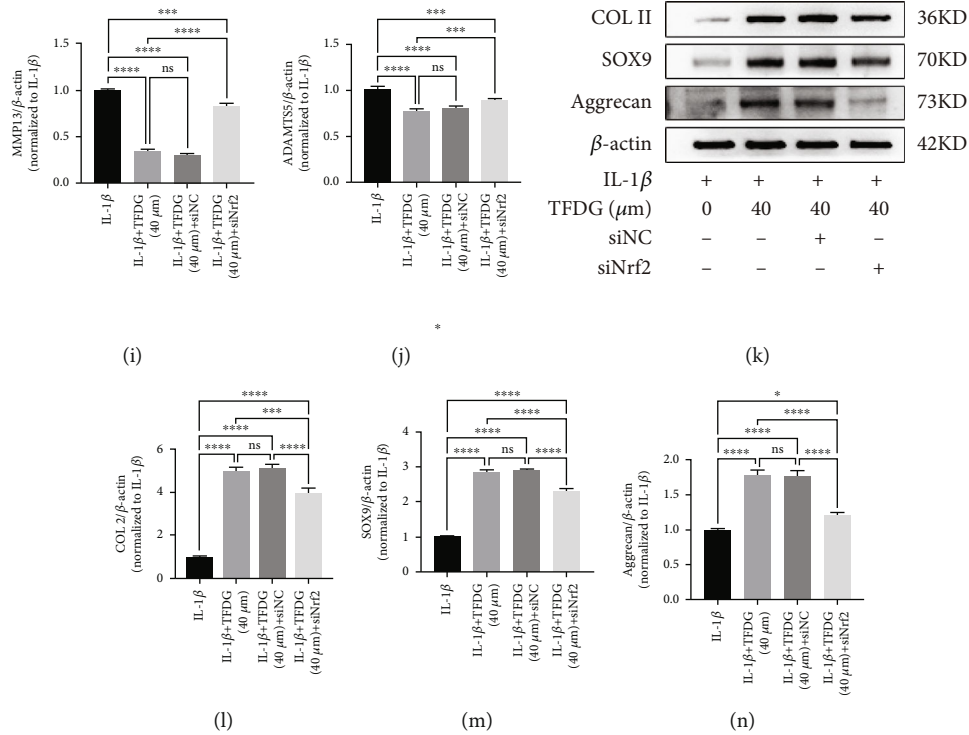 ***
****
****
**** ns
1.5
1.0
0.5
0.0
MMP13/β-actin
(normalized to IL-1β)
IL-1β
IL-1β+TFDG
(40 μm)
IL-1β+TFDG
(40 μm)+siNC
IL-1β+TFDG
(40 μm)+siNrf2
(i)
***
***
****
**** ns
1.5
1.0
0.5
0.0
ADAMTS5/β-actin
(normalized to IL-1β)
IL-1β
IL-1β+TFDG
(40 μm)
IL-1β+TFDG
(40 μm)+siNC
IL-1β+TFDG
(40 μm)+siNrf2
*
(j)
COL II 36KD
SOX9 70KD
Aggrecan 73KD
β-actin 42KD
IL-1β + + + +
TFDG (μm) 0 40 40 40
siNC – – + –
siNrf2 – – – +
(k)
****
***
****
**** ns ****
6
4
2
0
COL 2/β-actin
(normalized to IL-1β)
IL-1β
IL-1β+TFDG
(40 μm)
IL-1β+TFDG
(40 μm)+siNC
IL-1β+TFDG
(40 μm)+siNrf2
(l)
****
****
****
**** ns ****
4
3
2
1
0
SOX9/β-actin
(normalized to IL-1β)
IL-1β
IL-1β+TFDG
(40 μm)
IL-1β+TFDG
(40 μm)+siNC
IL-1β+TFDG
(40 μm)+siNrf2
(m)
*
****
****
**** ns ****
2.0
1.5
1.0
0.5
0.0
Aggrecan/β-actin
(normalized to IL-1β)
IL-1β
IL-1β+TFDG
(40 μm)
IL-1β+TFDG
(40 μm)+siNC
IL-1β+TFDG
(40 μm)+siNrf2
(n)